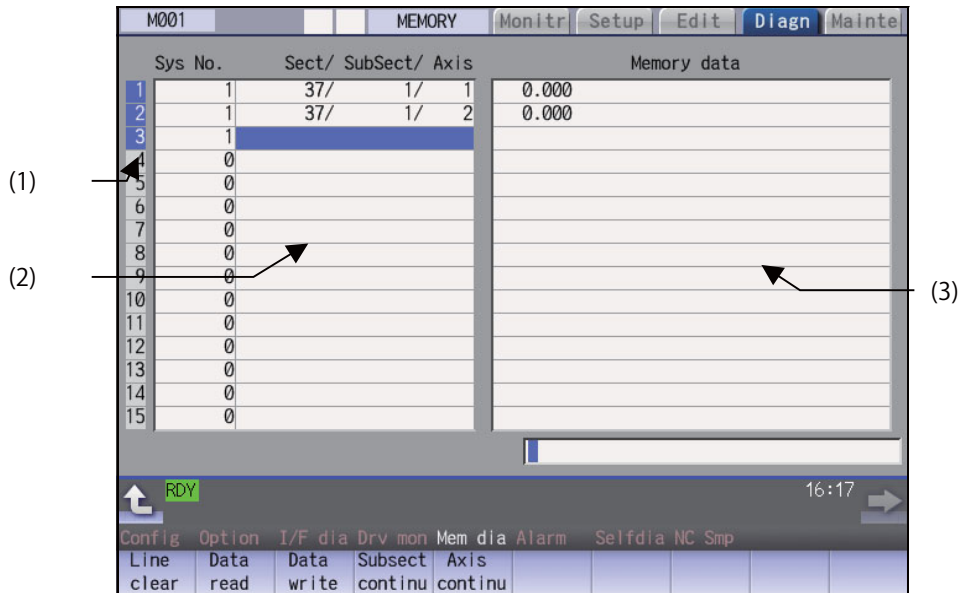 M001 MEMORY Monitr Setup Edit Diagn Mainte
Sys No. Sect/ SubSect/ Axis Memory data
1 1 37/ 1/ 1 0.000
2 1 37/ 1/ 2 0.000
3 1
4 0
(1)
5 0
6 0
7 0
8 0
(2)
9 0
(3)
10 0
11 0
12 0
13 0
14 0
15 0
RDY 16:17
Config Option I/F dia Drv mon Mem dia Alarm Selfdia NC Smp
Line Data Data Subsect Axis
clear read write continu continu